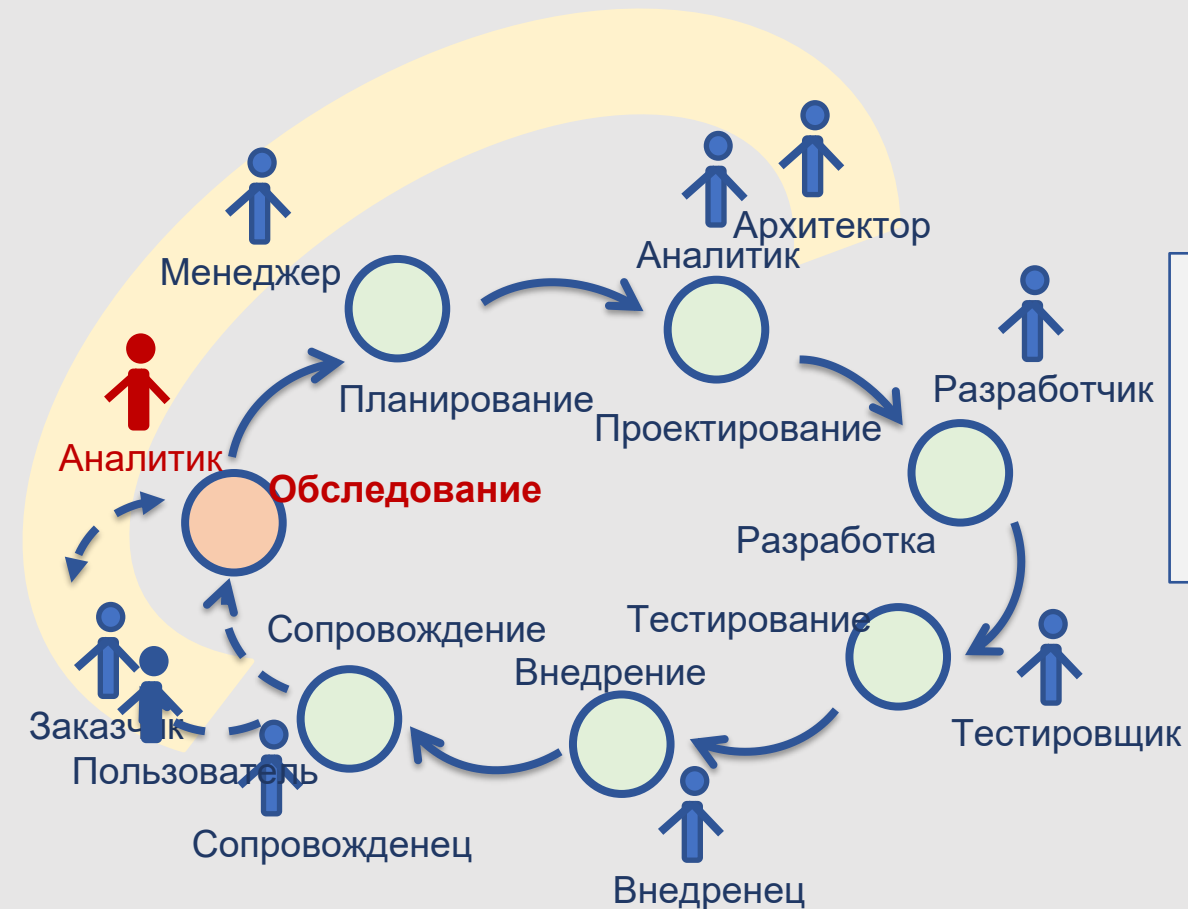 Архитектор
Аналитик
Менеджер
Разработчик
Планирование
Проектирование
Аналитик
Обследование
Разработка
Тестирование
Сопровождение
Внедрение
Заказчик
Тестировщик
Пользователь
Сопровожденец
Внедренец